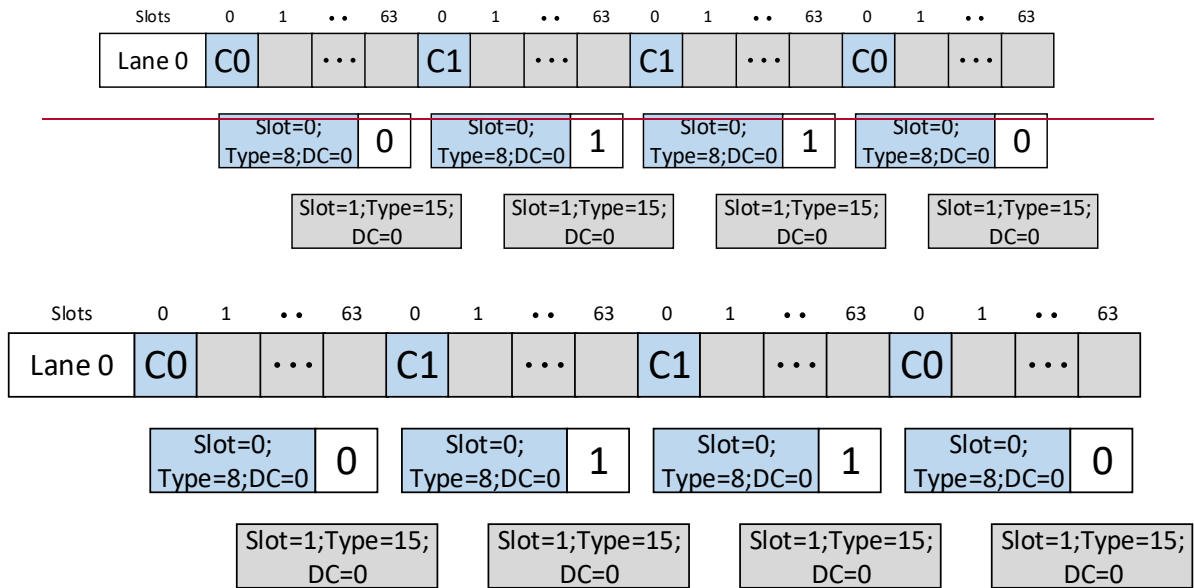 Slots 0 1 •• 63 0 1 •• 63 0 1 •• 63 0 1 •• 63
Lane 0 C0 ••• C1 ••• C1 ••• C0 •••
Slot=0; Slot=0; Slot=0; Slot=0;
Type=8;DC=0 0 Type=8;DC=0 1 Type=8;DC=0 1 Type=8;DC=0 0
Slot=1;Type=15; Slot=1;Type=15; Slot=1;Type=15; Slot=1;Type=15;
DC=0 DC=0 DC=0 DC=0
Slots 0 1 •• 63 0 1 •• 63 0 1 •• 63 0 1 •• 63
Lane 0 C0 ••• C1 ••• C1 ••• C0 •••
Slot=0; Slot=0; Slot=0; Slot=0;
Type=8;DC=0 0 Type=8;DC=0 1 Type=8;DC=0 1 Type=8;DC=0 0
Slot=1;Type=15; Slot=1;Type=15; Slot=1;Type=15; Slot=1;Type=15;
DC=0 DC=0 DC=0 DC=0